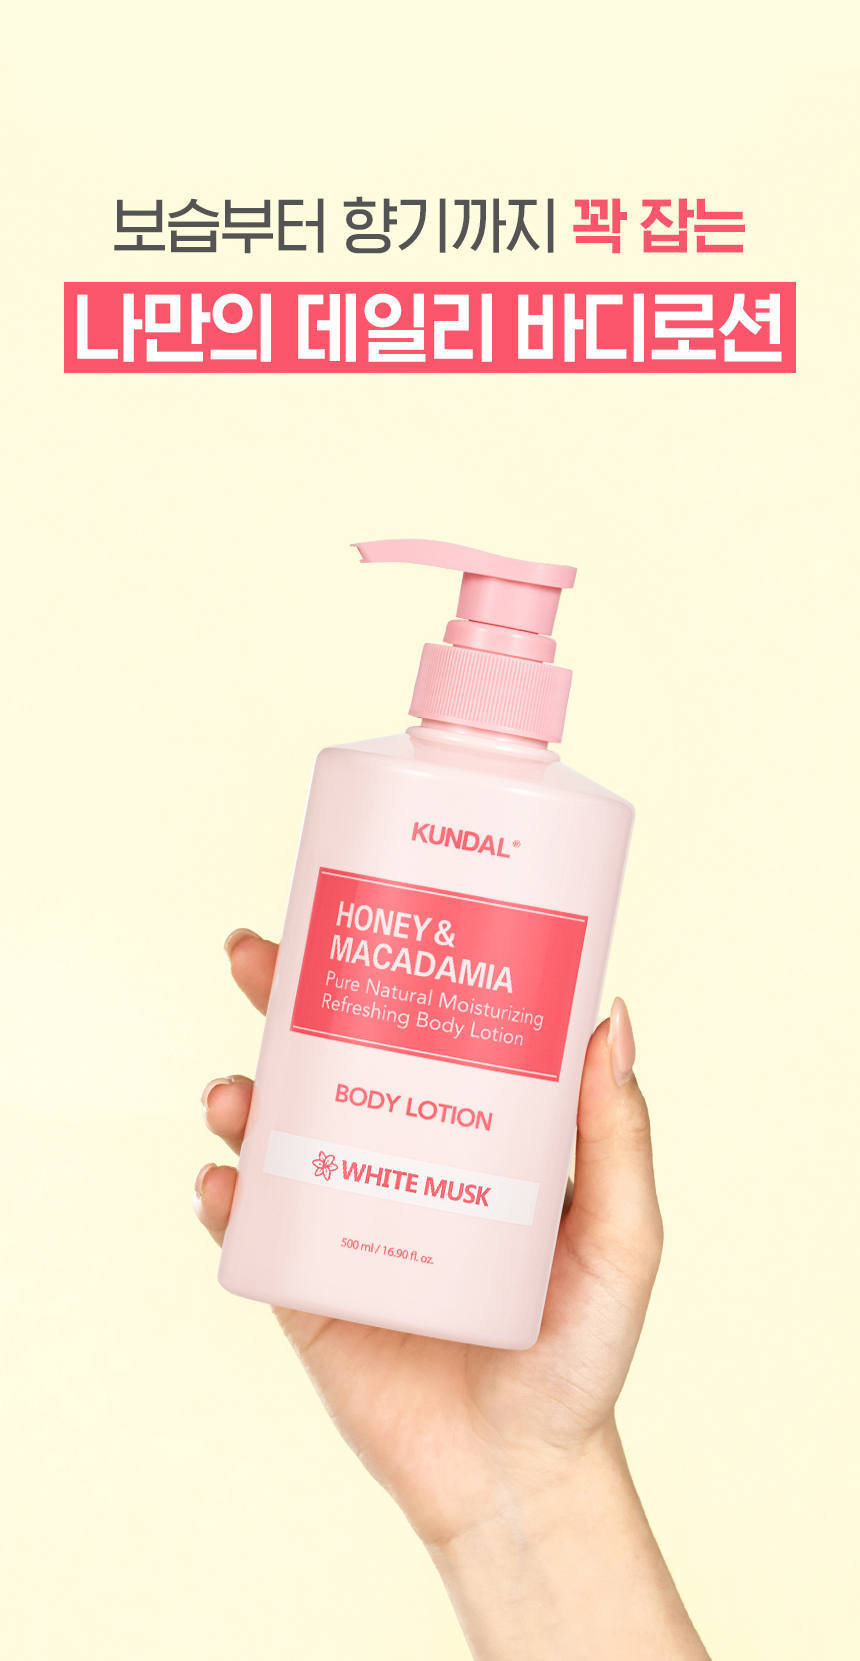 보습부터 향기까지 꽉 잡는
나만의 데일리 바디로션
KUNDAL®
HONEY &
MACADAMIA
Pure Natural Moisturizing
Refreshing Body Lotion
BODY LOTION
WHITE MUSK
500 ml / 16.90 fl. oz.